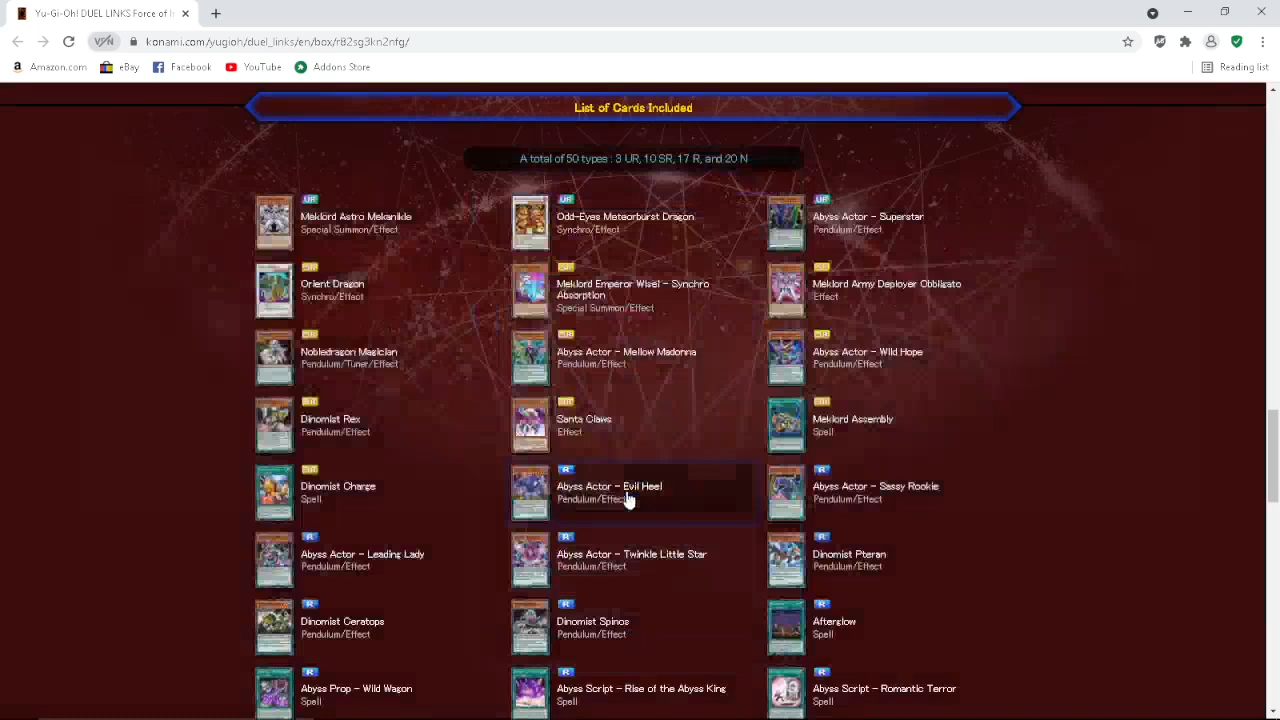 Yu-Gi-Oh! DUEL LINKS Force of I
VPN
konami.com/yugioh/duel_links/en/box/r82sg3kn2nfg/
Amazon.com eBay Facebook YouTube Addons Store Reading list
List of Cards Included
A total of 50 types : 3 UR, 10 SR, 17 R, and 20 N
UR UR UR
Meklord Astro Mekanikle Odd-Eyes Meteorburst Dragon Abyss Actor - Superstar
Special Summon/Effect Synchro/Effect Pendulum/Effect
SR SR SR
Orient Dragon Meklord Emperor Wisel - Synchro Absorption Meklord Army Deployer Obbligato
Synchro/Effect Special Summon/Effect Effect
SR SR SR
Nobledragon Magician Abyss Actor - Mellow Madonna Abyss Actor - Wild Hope
Pendulum/Tuner/Effect Pendulum/Effect Pendulum/Effect
SR SR SR
Dinomist Rex Santa Claws Meklord Assembly
Pendulum/Effect Effect Spell
SR R R
Dinomist Charge Abyss Actor - Evil Heel Abyss Actor - Sassy Rookie
Spell Pendulum/Effect Pendulum/Effect
R R R
Abyss Actor - Leading Lady Abyss Actor - Twinkle Little Star Dinomist Pteran
Pendulum/Effect Pendulum/Effect Pendulum/Effect
R R R
Dinomist Ceratops Dinomist Spinos Afterglow
Pendulum/Effect Pendulum/Effect Spell
R R R
Abyss Prop - Wild Wagon Abyss Script - Rise of the Abyss King Abyss Script - Romantic Terror
Spell Spell Spell